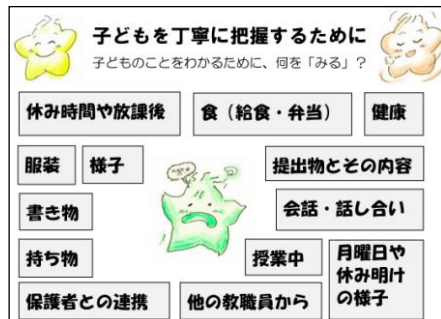 子どもを丁寧に把握するために
子どものことをわかるために、何を「みる」？
休み時間や放課後
食（給食・弁当）
健康
服装
様子
提出物とその内容
書き物
会話・話し合い
持ち物
授業中
月曜日や
休み明け
の様子
保護者との連携
他の教職員から